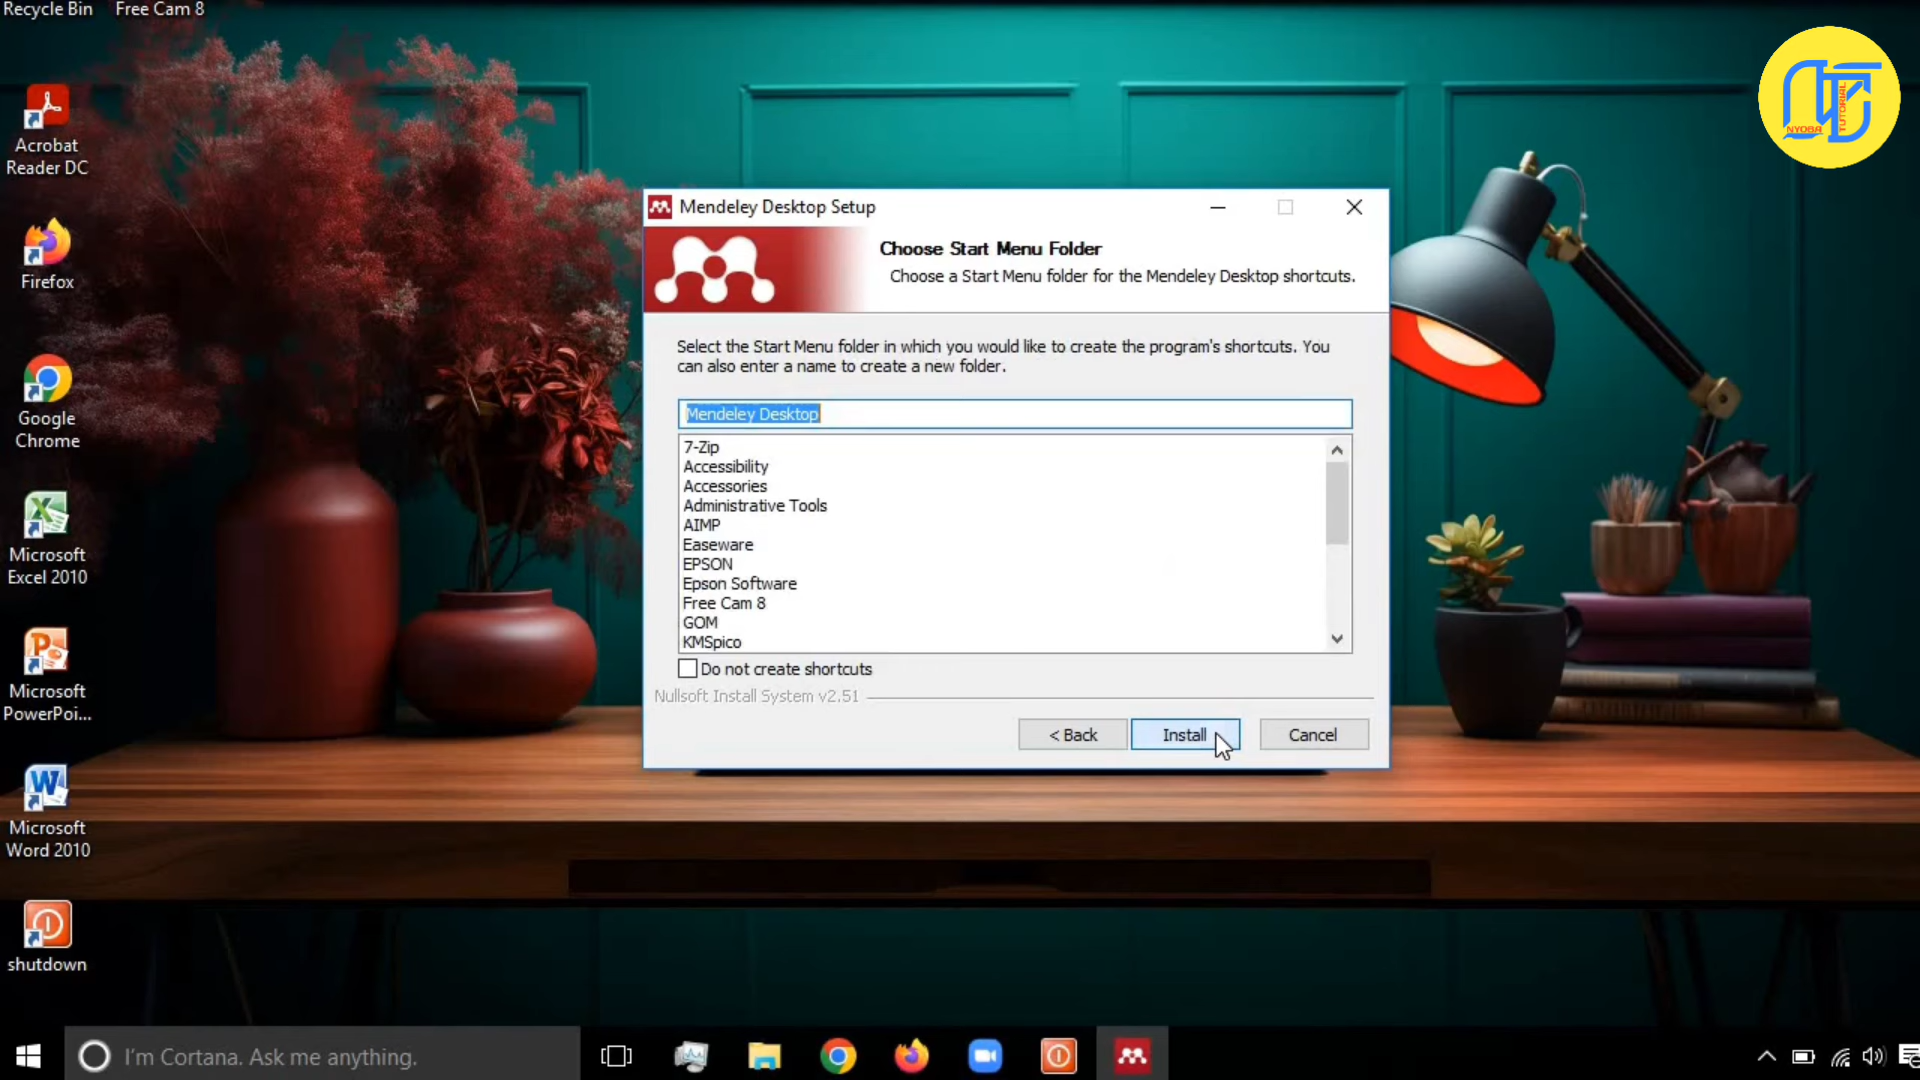 Recycle Bin
Free Cam 8
NYOBA
TUTORIAL
Acrobat
Reader DC
Firefox
Google
Chrome
Microsoft
Excel 2010
Microsoft
PowerPoi...
Microsoft
Word 2010
shutdown
Mendeley Desktop Setup
Choose Start Menu Folder
Choose a Start Menu folder for the Mendeley Desktop shortcuts.
Select the Start Menu folder in which you would like to create the program's shortcuts. You
can also enter a name to create a new folder.
Mendeley Desktop
7-Zip
Accessibility
Accessories
Administrative Tools
AIMP
Easeware
EPSON
Epson Software
Free Cam 8
GOM
KMSpico
Do not create shortcuts
Nullsoft Install System v2.51
< Back
Install
Cancel
I'm Cortana. Ask me anything.